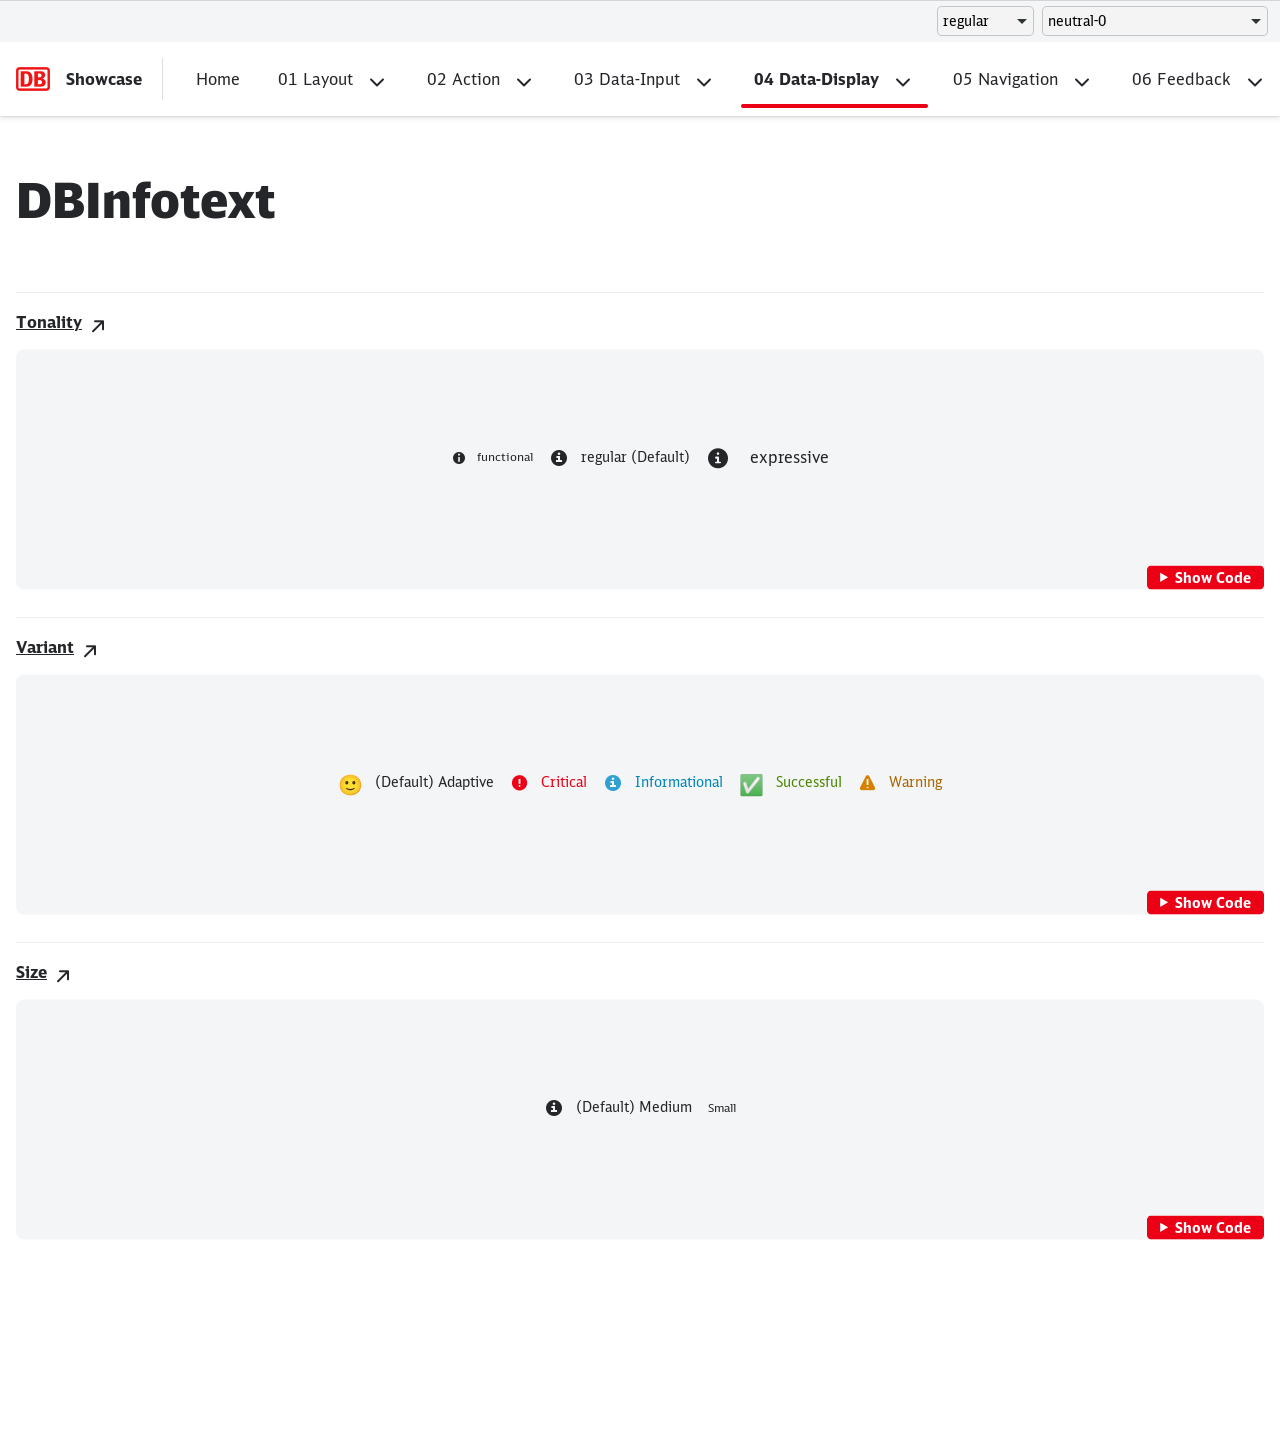 regular neutral-0
DB Showcase Home 01 Layout 02 Action 03 Data-Input 04 Data-Display 05 Navigation 06 Feedback
DBInfotext
Tonality
functional regular (Default) expressive
Show Code
Variant
(Default) Adaptive Critical Informational Successful Warning
Show Code
Size
(Default) Medium Small
Show Code